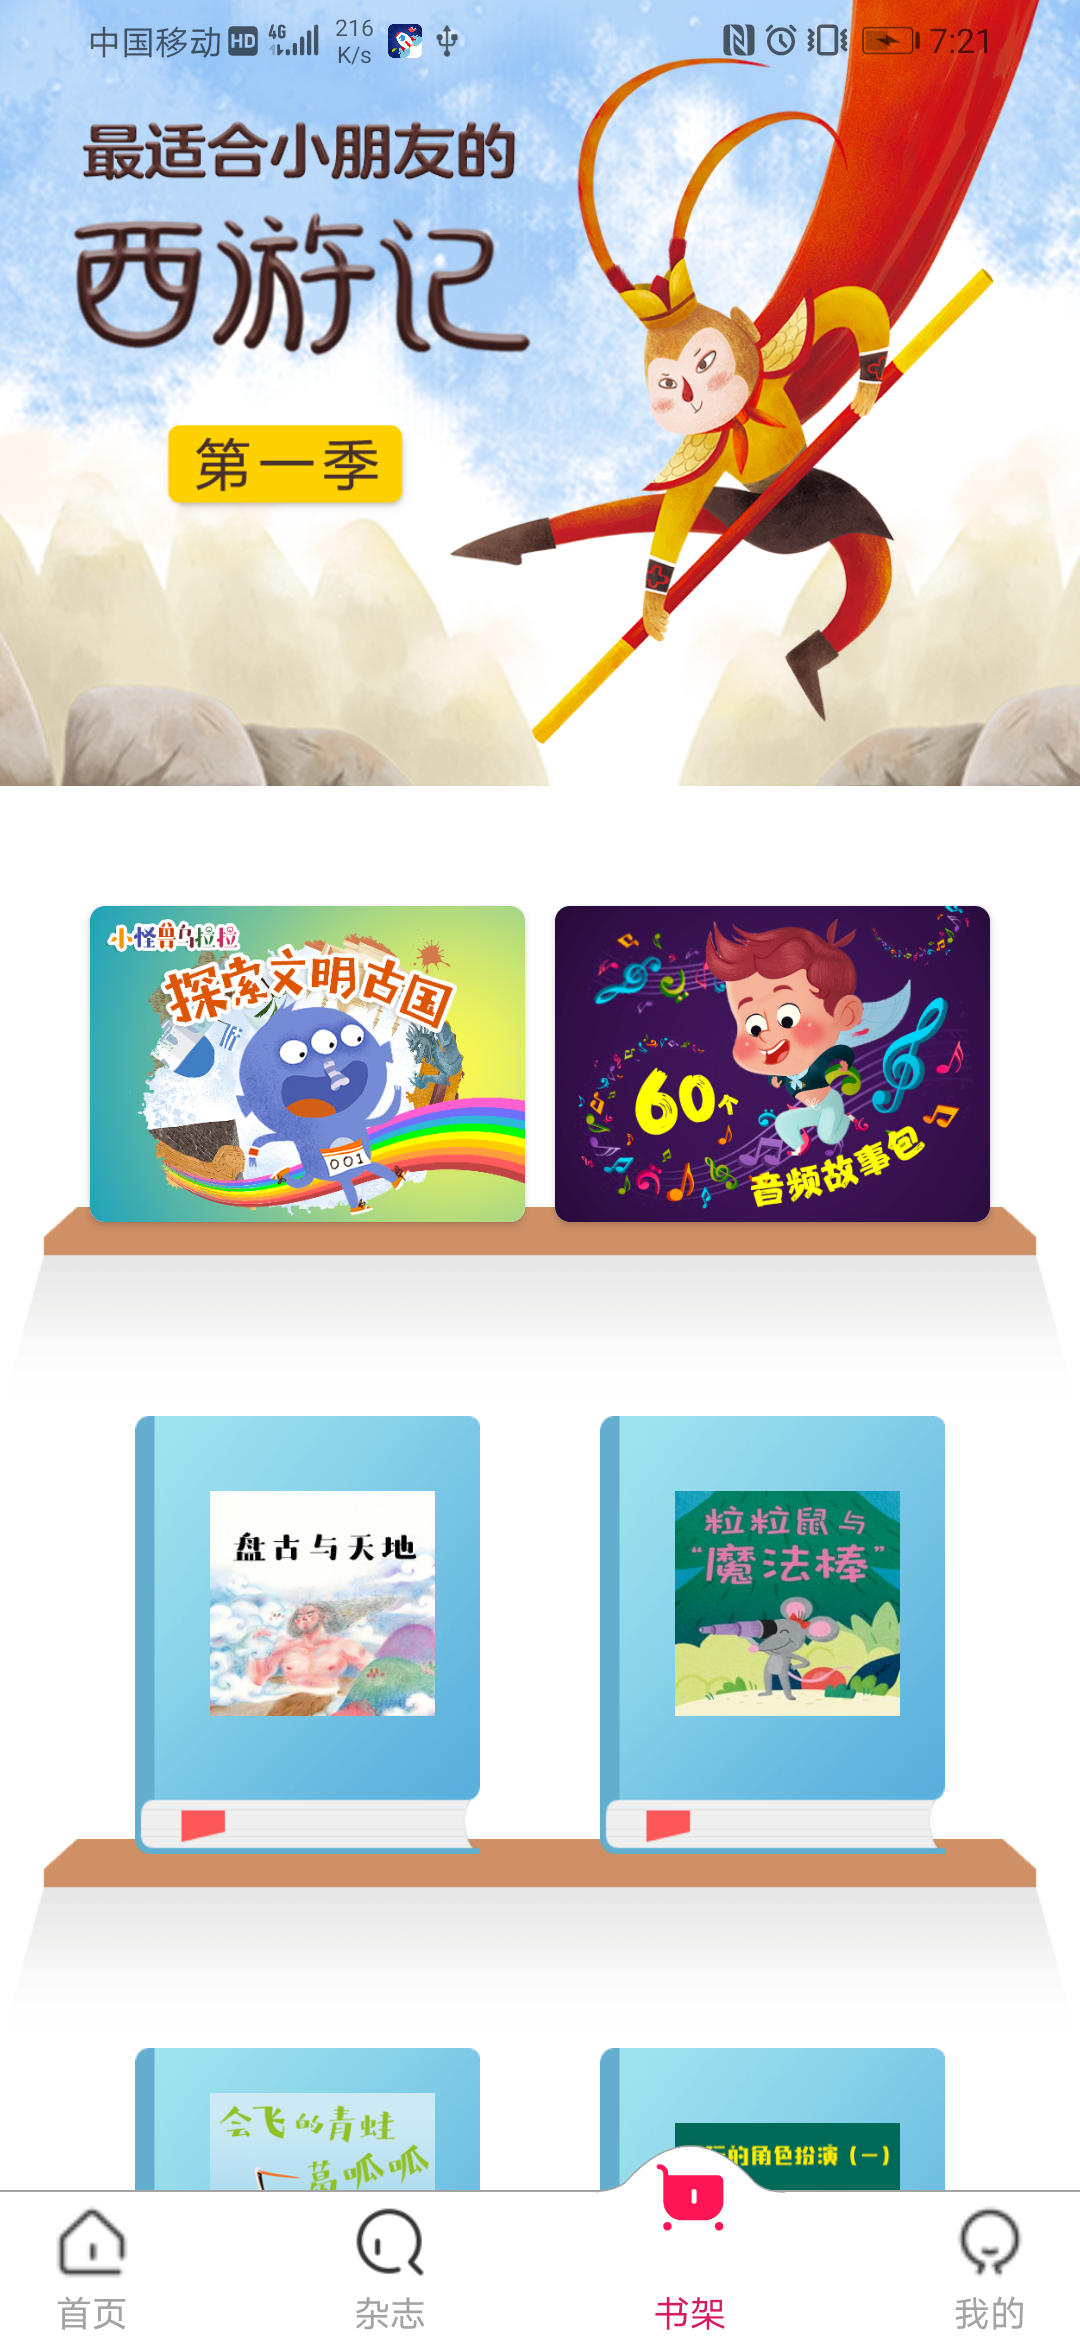 中国移动 HD 4G 216 K/s 7:21
最适合小朋友的
西游记
第一季
小怪兽乌拉拉
探索文明古国
001
60个
音频故事包
盘古与天地
粒粒鼠与
“魔法棒”
会飞的青蛙
葛呱呱
的角色扮演（一）
首页 杂志 书架 我的